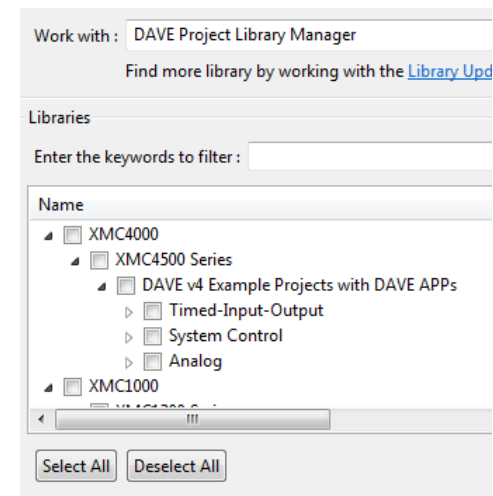 Work with : DAVE Project Library Manager
Find more library by working with the Library Upd
Libraries
Enter the keywords to filter :
Name
XMC4000
XMC4500 Series
DAVE v4 Example Projects with DAVE APPs
Timed-Input-Output
System Control
Analog
XMC1000
Select All Deselect All